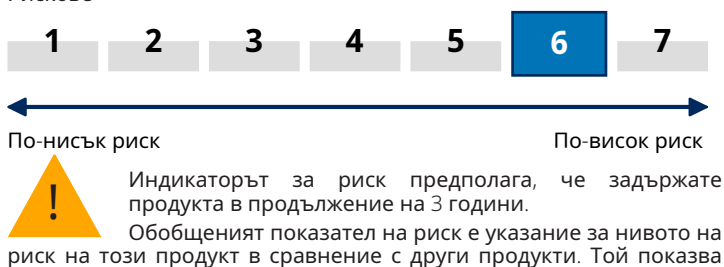 Рискове
1 2 3 4 5 6 7
По-нисък риск По-висок риск
!
Индикаторът за риск предполага, че задържате
продукта в продължение на 3 години.
Обобщеният показател на риск е указание за нивото на
риск на този продукт в сравнение с други продукти. Той показва